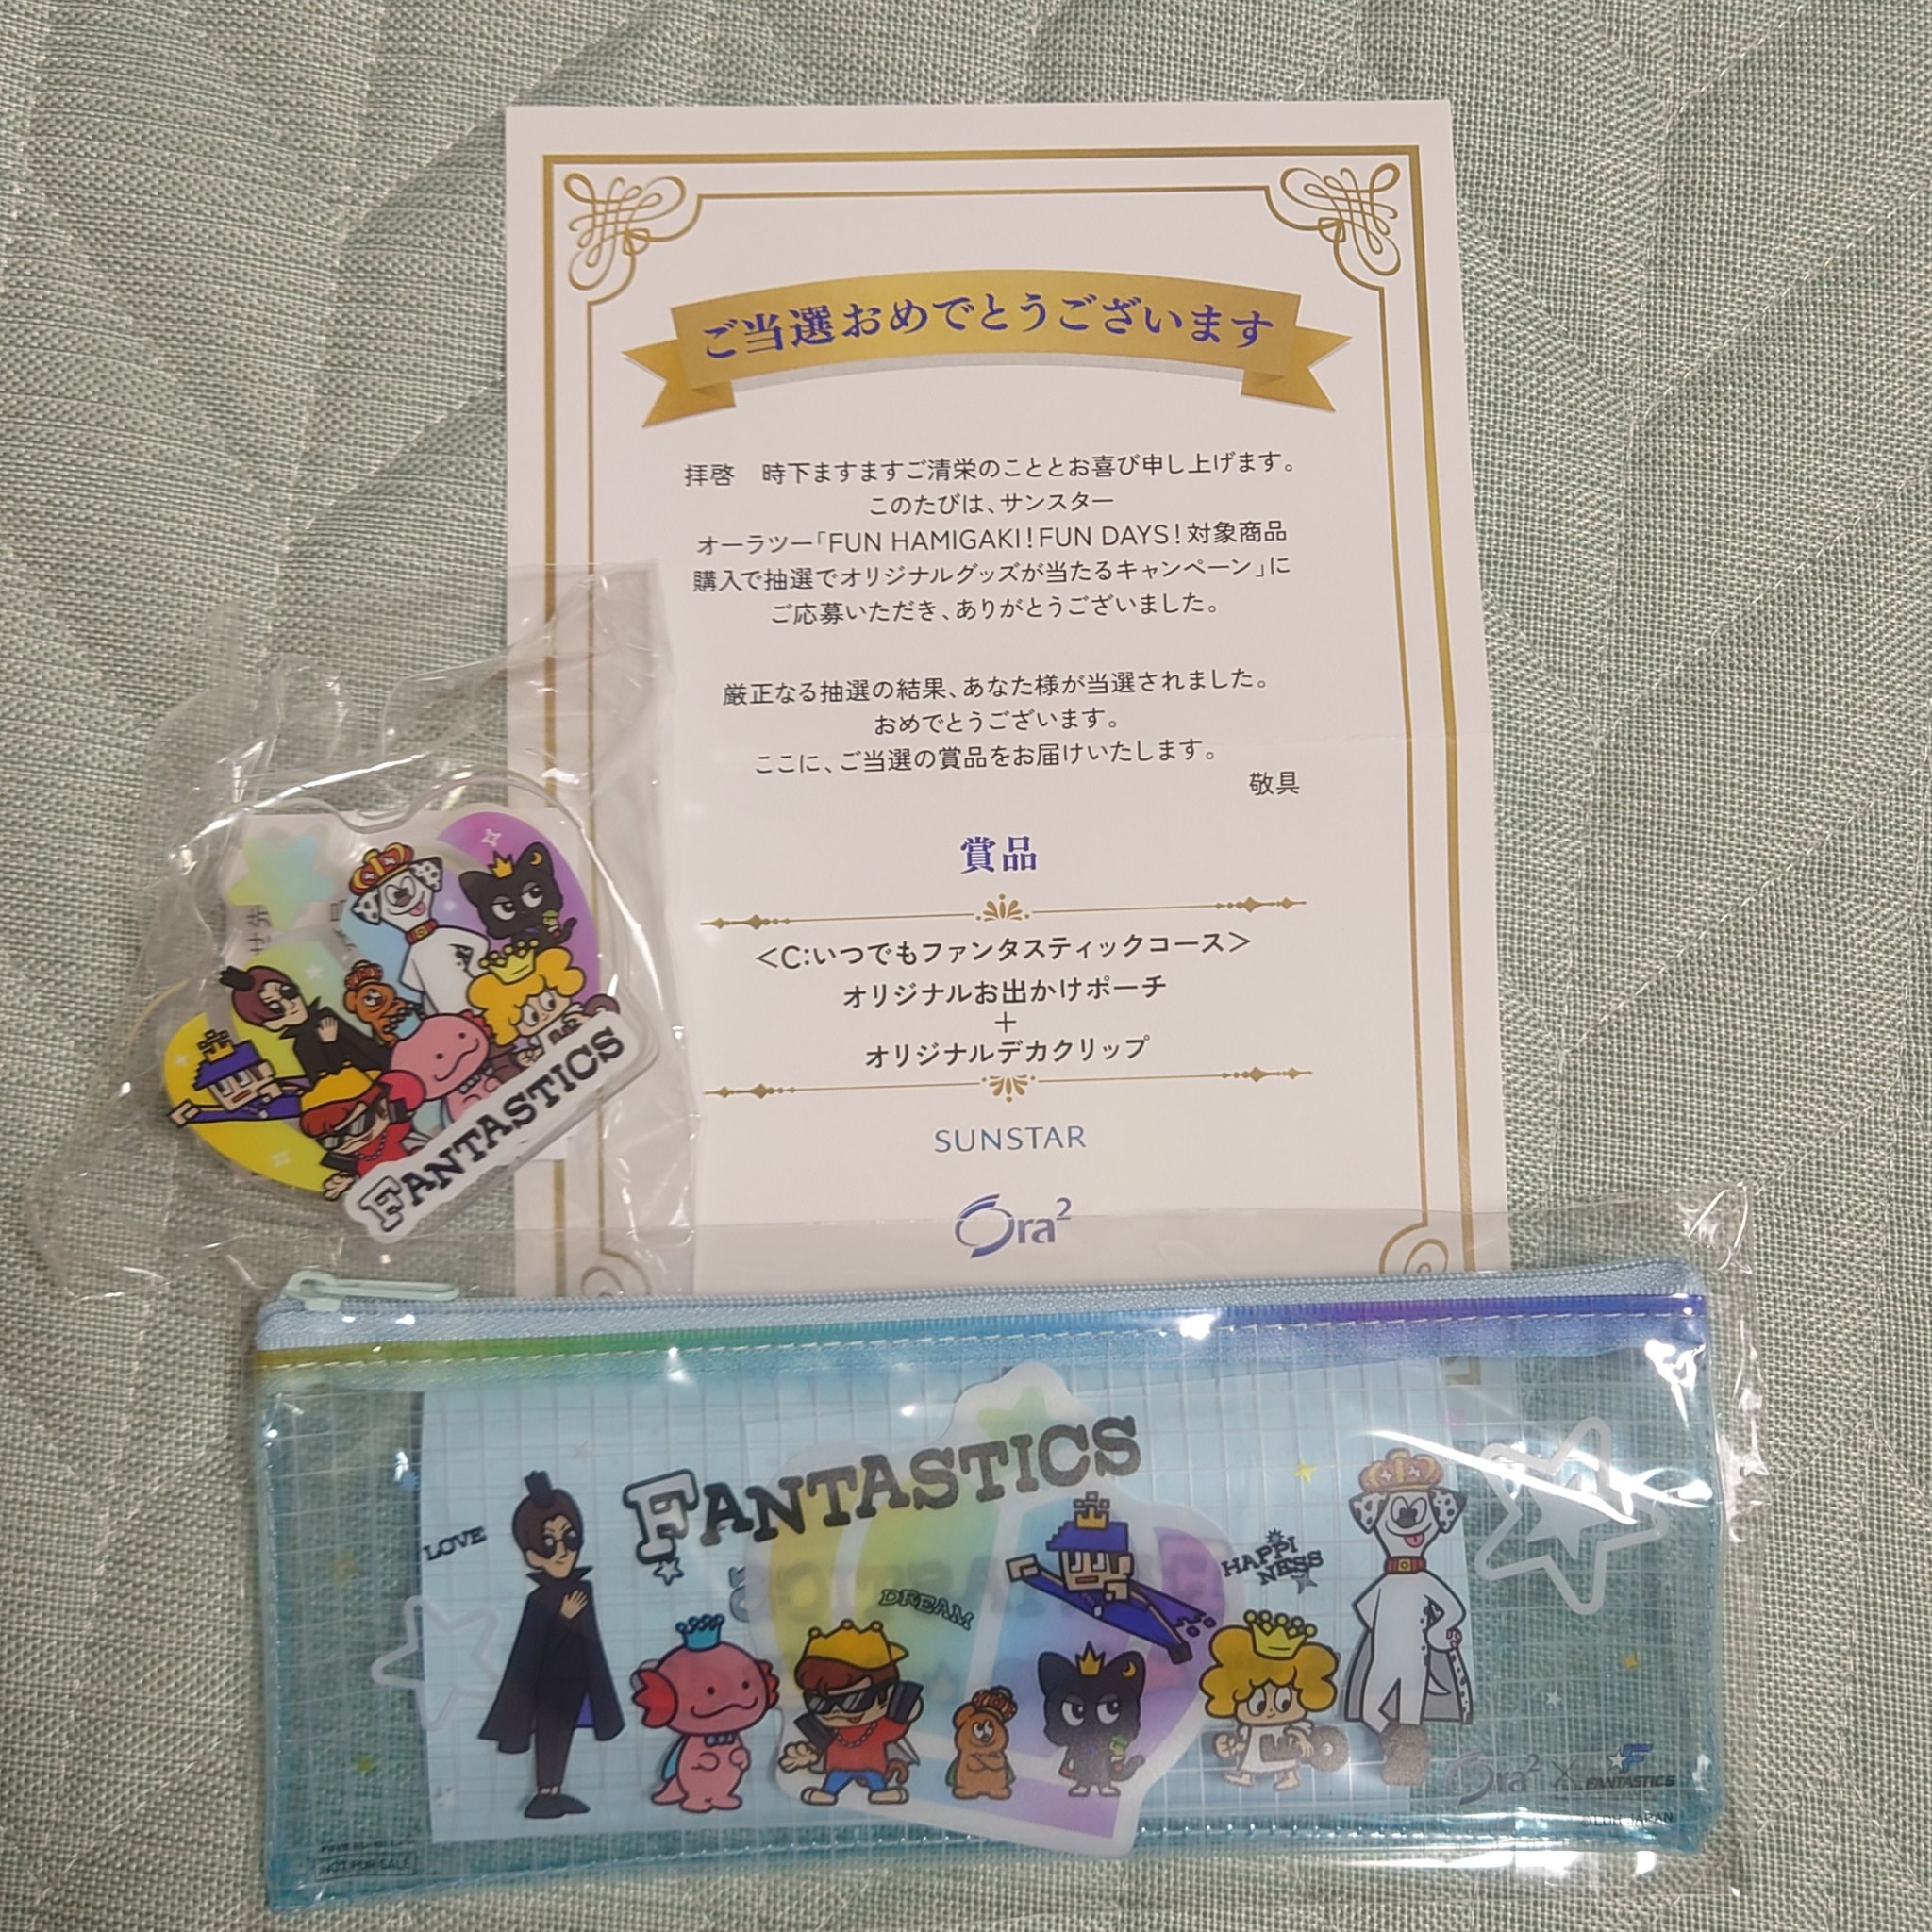 ご当選おめでとうございます
拝啓　時下ますますご清栄のこととお喜び申し上げます。
このたびは、サンスター
オーラツー「FUN HAMIGAKI！FUN DAYS！対象商品
購入で抽選でオリジナルグッズが当たるキャンペーン」に
ご応募いただき、ありがとうございました。
厳正なる抽選の結果、あなた様が当選されました。
おめでとうございます。
ここに、ご当選の賞品をお届けいたします。
敬具
賞品
＜C：いつでもファンタスティックコース＞
オリジナルお出かけポーチ
＋
オリジナルデカクリップ
SUNSTAR
Ora²
FANTASTICS
FANTASTICS
LOVE
DREAM
HAPPI
NESS
Ora² × FANTASTICS
NOT FOR SALE